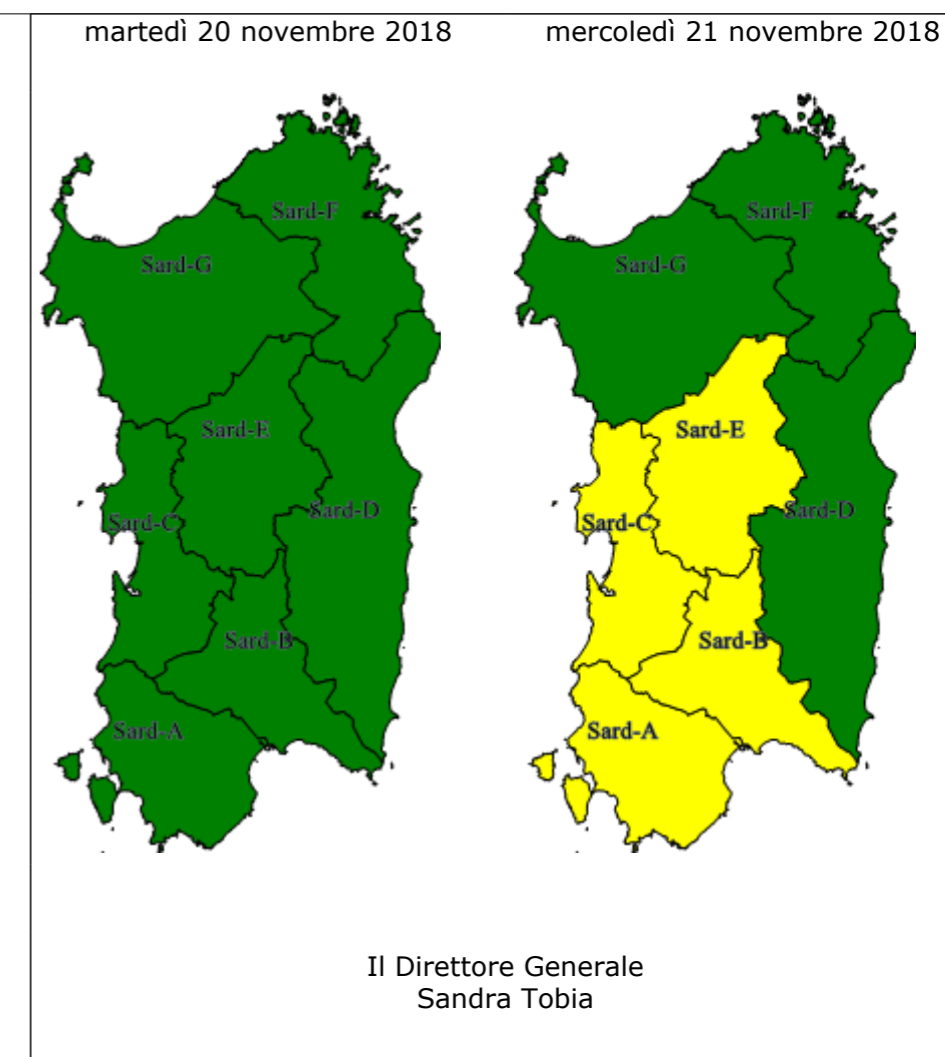 martedì 20 novembre 2018
mercoledì 21 novembre 2018
Sard-F
Sard-G
Sard-E
Sard-D
Sard-C
Sard-B
Sard-A
Sard-F
Sard-G
Sard-E
Sard-D
Sard-C
Sard-B
Sard-A
Il Direttore Generale
Sandra Tobia